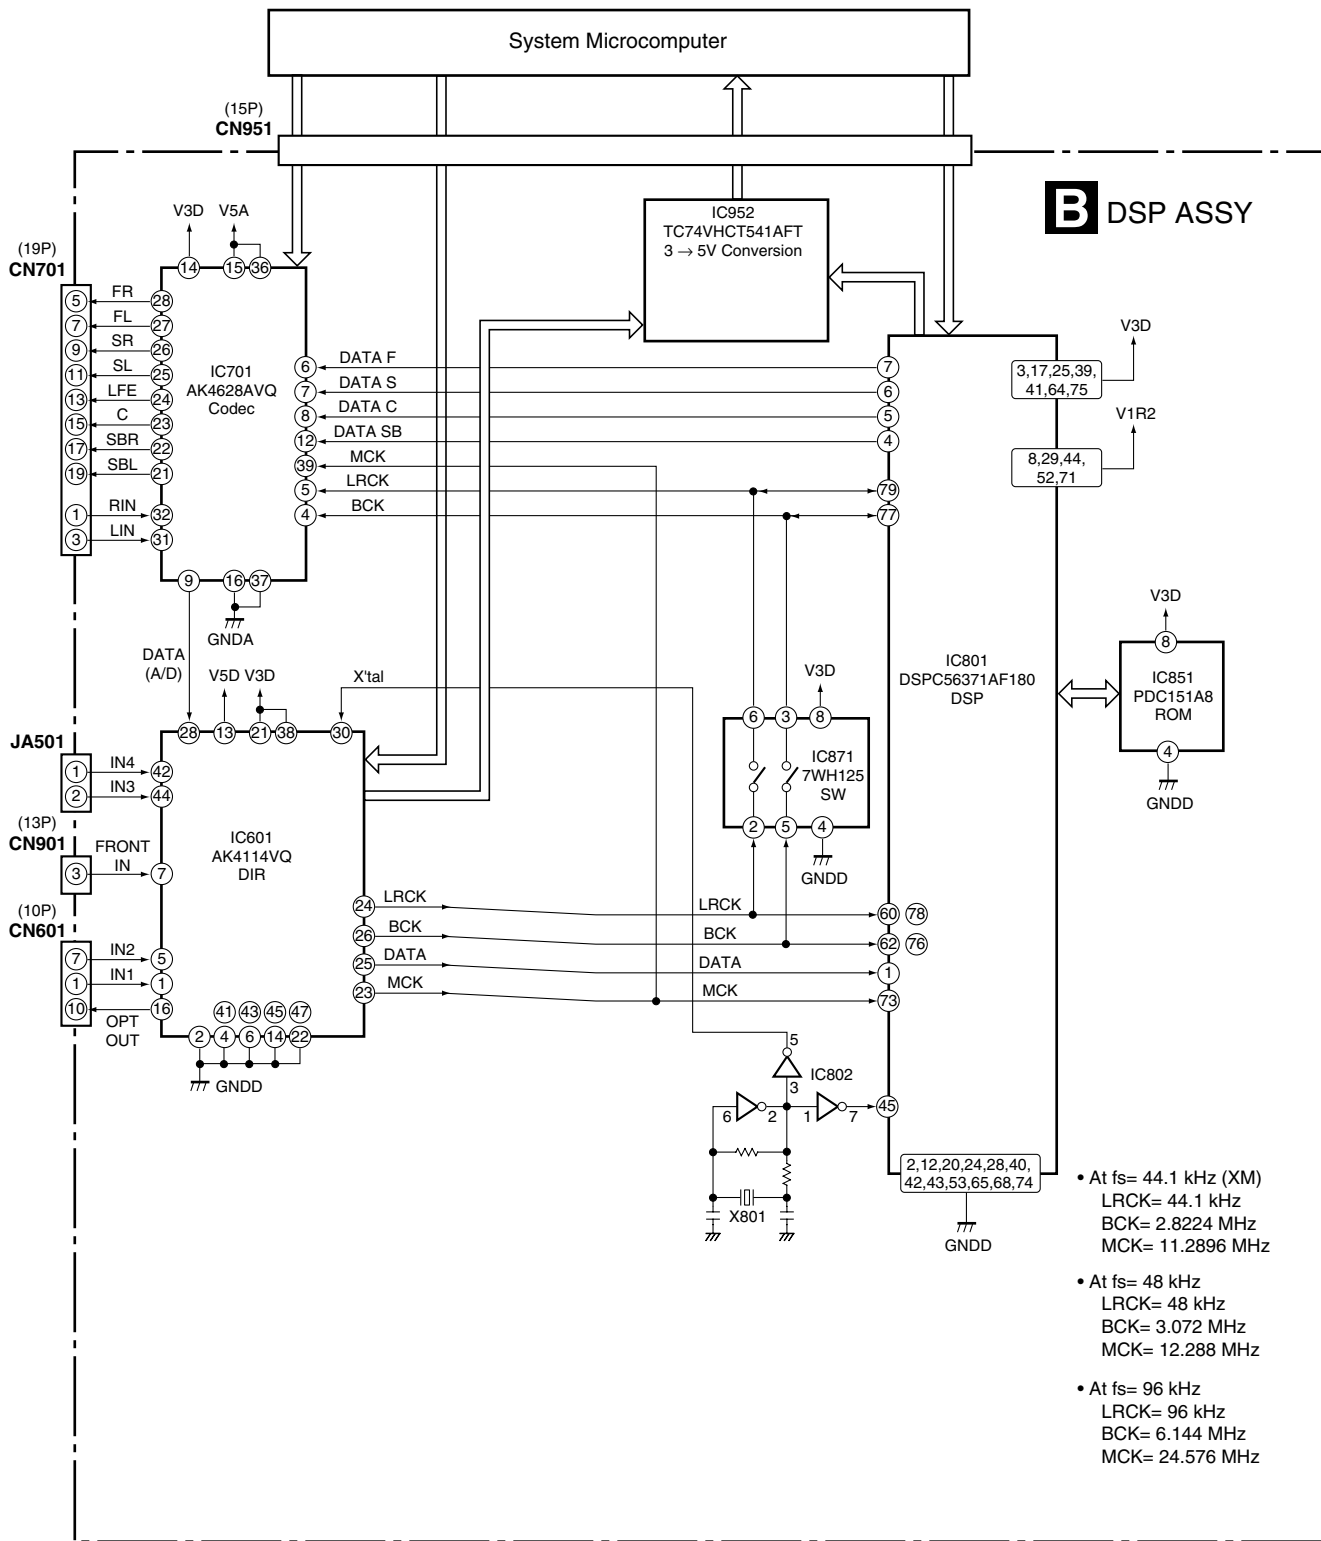 System Microcomputer
(15P)
CN951
B DSP ASSY
IC952
TC74VHCT541AFT
3 → 5V Conversion
V3D V5A
14 15 36
(19P)
CN701
5 FR 28
7 FL 27
9 SR 26
11 SL 25
13 LFE 24
15 C 23
17 SBR 22
19 SBL 21
1 RIN 32
3 LIN 31
IC701
AK4628AVQ
Codec
6 DATA F 7
7 DATA S 6
8 DATA C 5
12 DATA SB 4
39 MCK
5 LRCK 79
4 BCK 77
9 16 37
GNDA
V3D
3,17,25,39,
41,64,75
V1R2
8,29,44,
52,71
IC801
DSPC56371AF180
DSP
V3D
8
IC851
PDC151A8
ROM
4
GNDD
DATA
(A/D)
V5D V3D
X'tal
28 13 21 38 30
V3D
6 3 8
IC871
7WH125
SW
2 5 4
GNDD
JA501
1 IN4 42
2 IN3 44
(13P)
CN901
3 FRONT
IN 7
(10P)
CN601
7 IN2 5
1 IN1 1
10 OPT
OUT 16
IC601
AK4114VQ
DIR
24 LRCK LRCK 60 78
26 BCK BCK 62 76
25 DATA DATA 1
23 MCK MCK 73
41 43 45 47
2 4 6 14 22
GNDD
5
IC802
3
6 2 1 7 45
X801
2,12,20,24,28,40,
42,43,53,65,68,74
GNDD
• At fs= 44.1 kHz (XM)
LRCK= 44.1 kHz
BCK= 2.8224 MHz
MCK= 11.2896 MHz
• At fs= 48 kHz
LRCK= 48 kHz
BCK= 3.072 MHz
MCK= 12.288 MHz
• At fs= 96 kHz
LRCK= 96 kHz
BCK= 6.144 MHz
MCK= 24.576 MHz